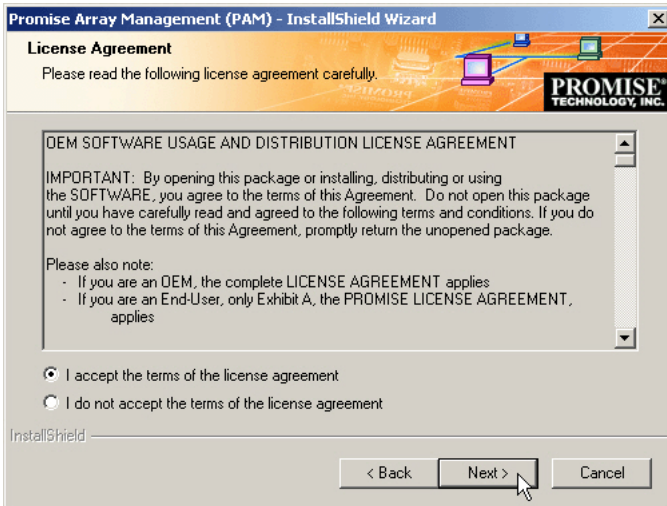 Promise Array Management (PAM) - InstallShield Wizard
License Agreement
Please read the following license agreement carefully.
PROMISE®
TECHNOLOGY, INC.
OEM SOFTWARE USAGE AND DISTRIBUTION LICENSE AGREEMENT
IMPORTANT: By opening this package or installing, distributing or using
the SOFTWARE, you agree to the terms of this Agreement. Do not open this package
until you have carefully read and agreed to the following terms and conditions. If you do
not agree to the terms of this Agreement, promptly return the unopened package.
Please also note:
- If you are an OEM, the complete LICENSE AGREEMENT applies
- If you are an End-User, only Exhibit A, the PROMISE LICENSE AGREEMENT,
applies
I accept the terms of the license agreement
I do not accept the terms of the license agreement
InstallShield
< Back
Next >
Cancel